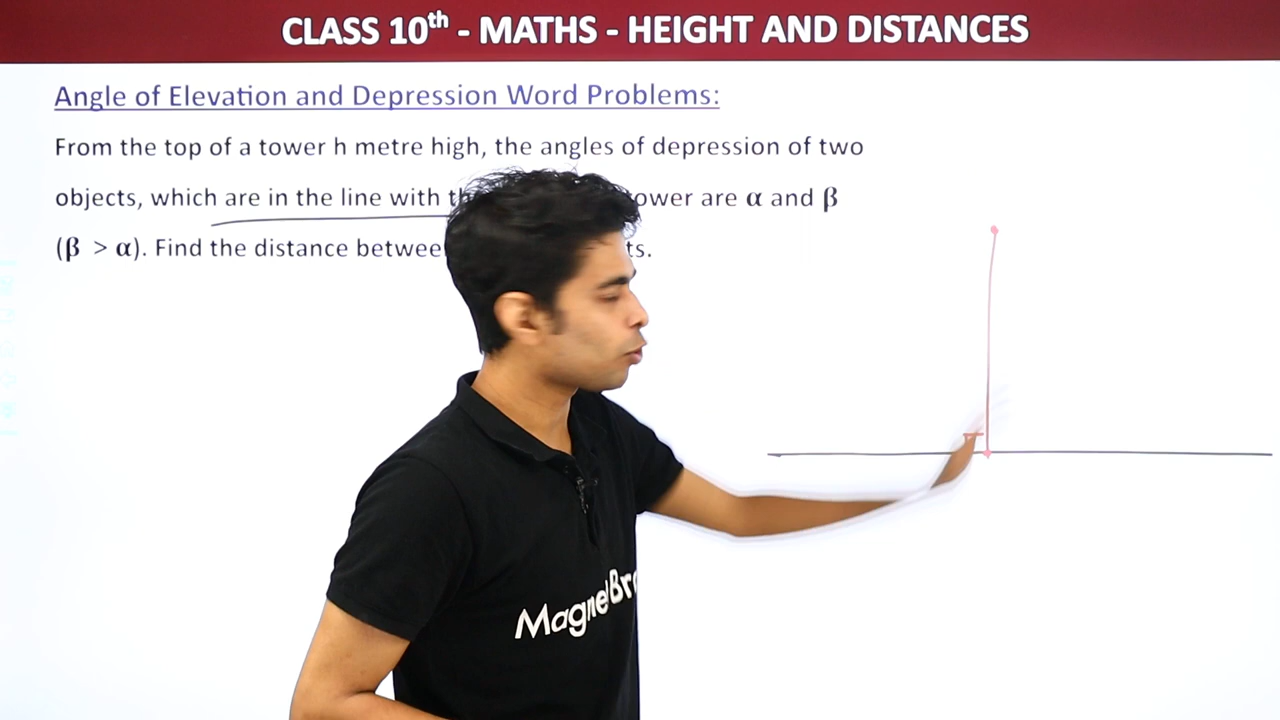 CLASS 10th - MATHS - HEIGHT AND DISTANCES
Angle of Elevation and Depression Word Problems:
From the top of a tower h metre high, the angles of depression of two
objects, which are in the line with ower are α and β
(β > α). Find the distance betwee ts.
Magnet Br